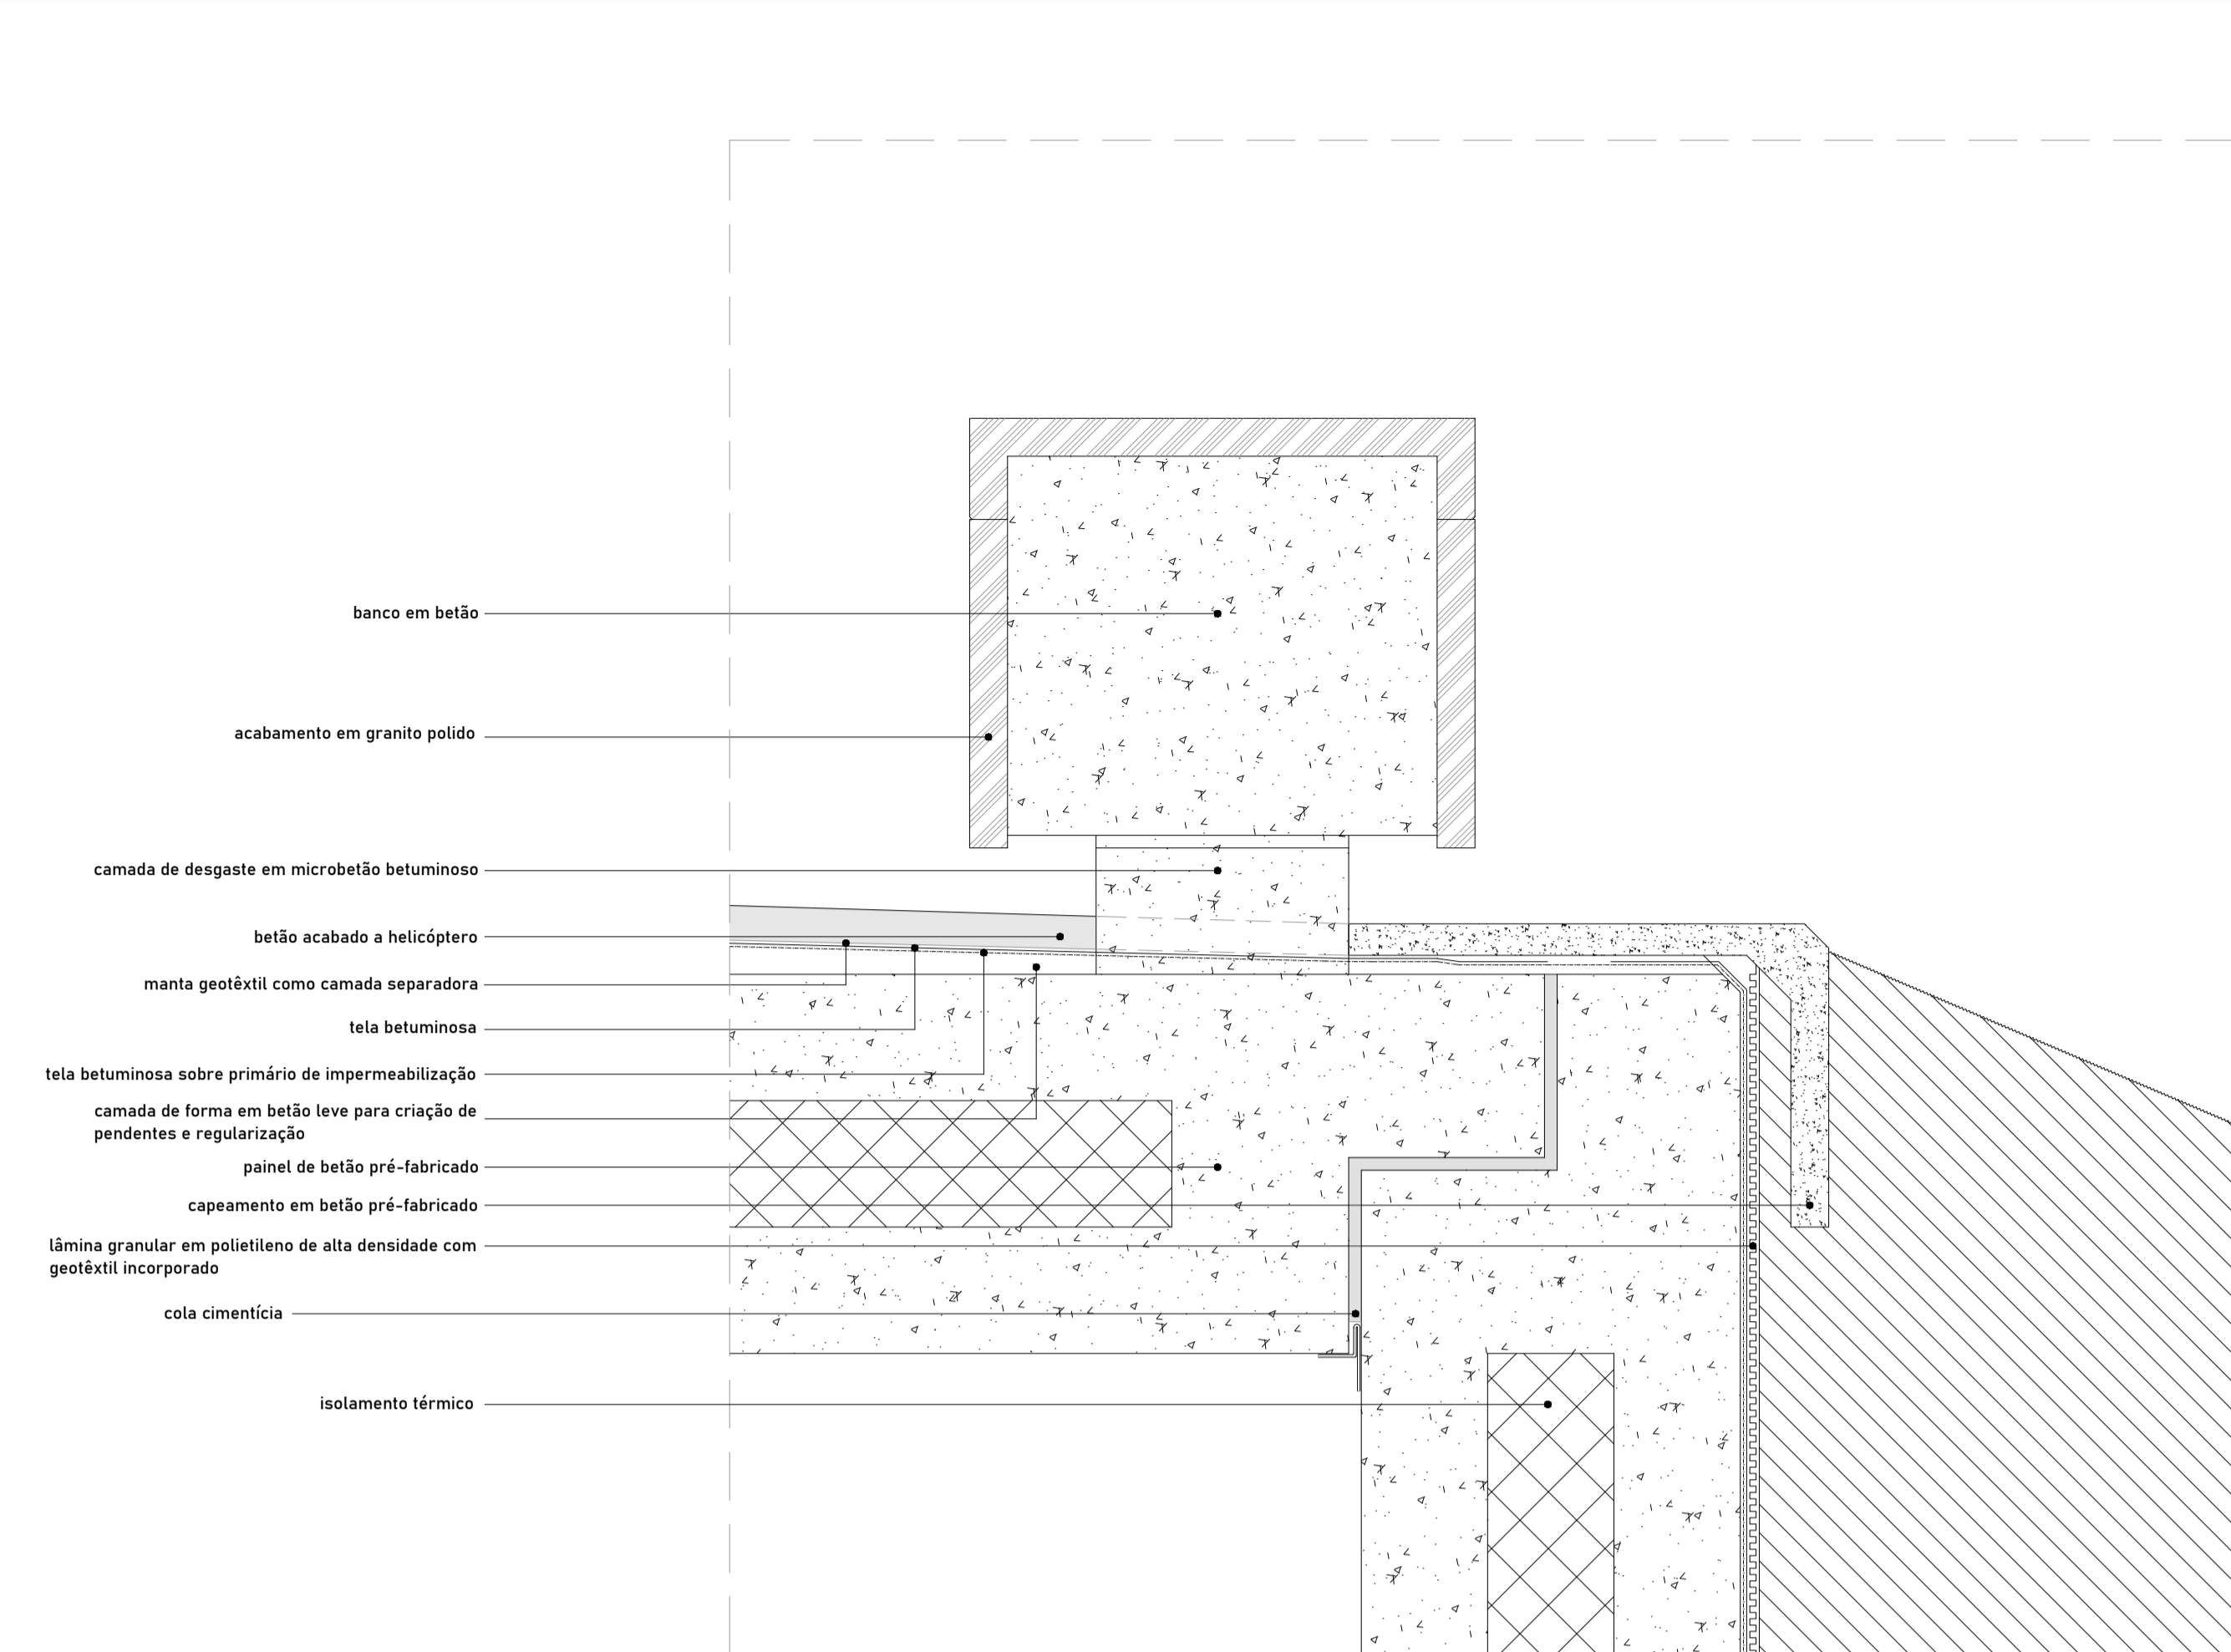 banco em betão
acabamento em granito polido
camada de desgaste em microbetão betuminoso
betão acabado a helicóptero
manta geotêxtil como camada separadora
tela betuminosa
tela betuminosa sobre primário de impermeabilização
camada de forma em betão leve para criação de
pendentes e regularização
painel de betão pré-fabricado
capeamento em betão pré-fabricado
lâmina granular em polietileno de alta densidade com
geotêxtil incorporado
cola cimentícia
isolamento térmico